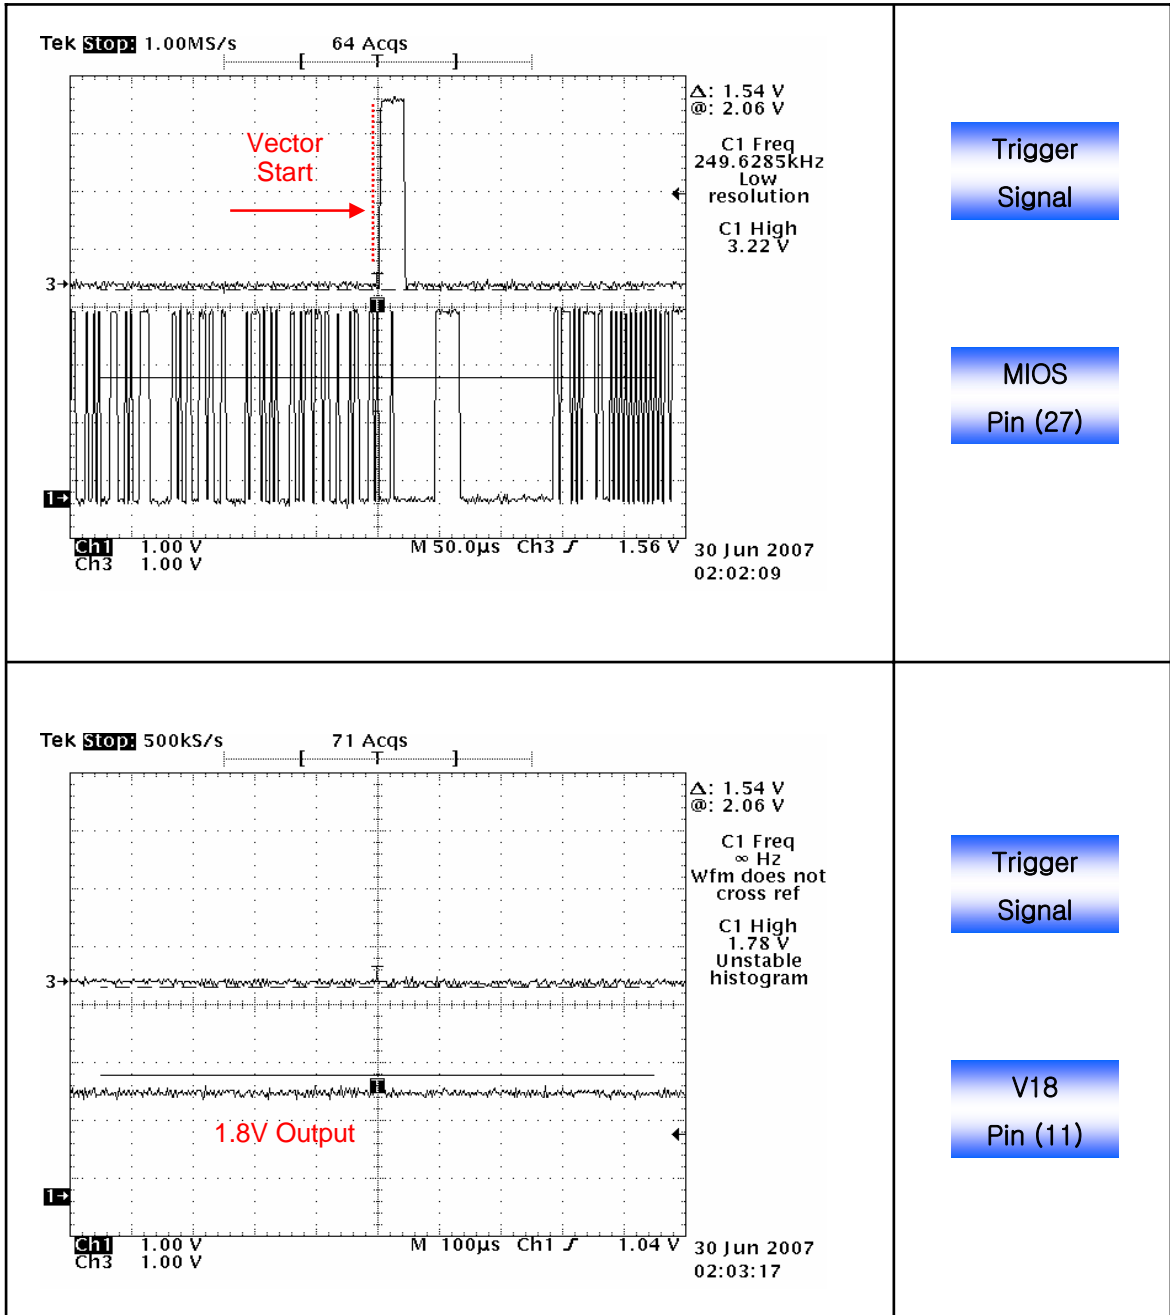 Tek Stop: 1.00MS/s 64 Acqs
[ T ]
Δ: 1.54 V
@: 2.06 V
C1 Freq
249.6285kHz
Low
resolution
C1 High
3.22 V
Vector
Start
3→
T
1→
Ch1 1.00 V M 50.0µs Ch3 1.56 V
Ch3 1.00 V
30 Jun 2007
02:02:09
Trigger
Signal
MIOS
Pin (27)
Tek Stop: 500kS/s 71 Acqs
[ T ]
Δ: 1.54 V
@: 2.06 V
C1 Freq
∞ Hz
Wfm does not
cross ref
C1 High
1.78 V
Unstable
histogram
3→
T
1.8V Output
1→
Ch1 1.00 V M 100µs Ch1 1.04 V
Ch3 1.00 V
30 Jun 2007
02:03:17
Trigger
Signal
V18
Pin (11)